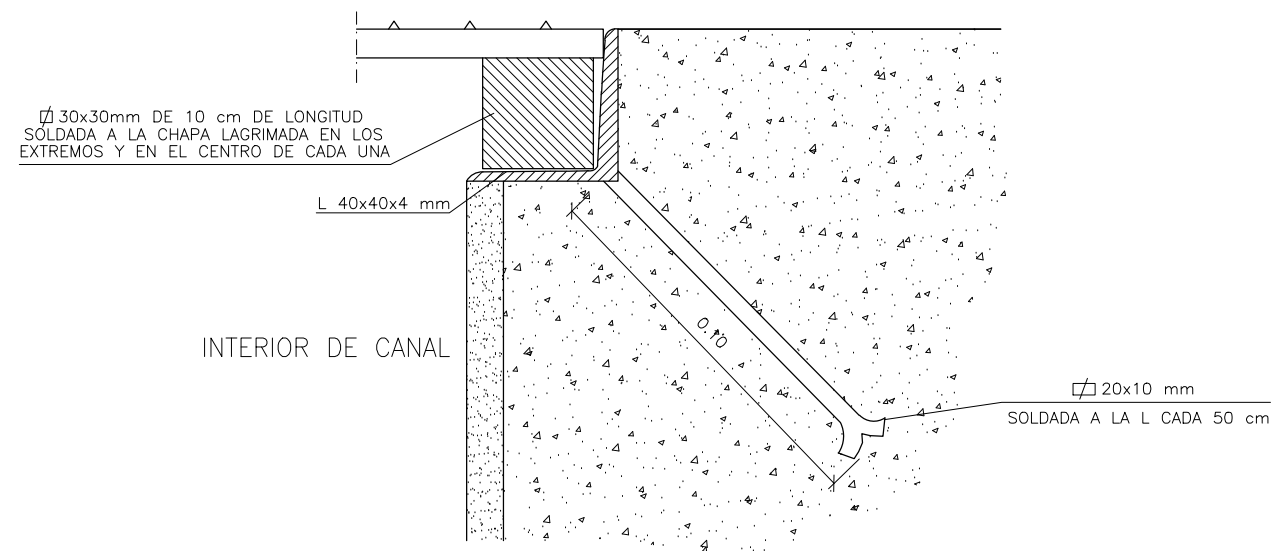 30x30mm DE 10 cm DE LONGITUD
SOLDADA A LA CHAPA LAGRIMADA EN LOS
EXTREMOS Y EN EL CENTRO DE CADA UNA
L 40x40x4 mm
INTERIOR DE CANAL
0.10
20x10 mm
SOLDADA A LA L CADA 50 cm